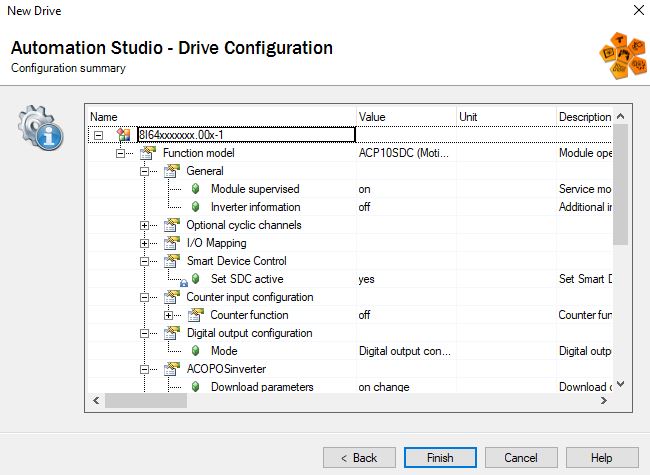 New Drive
Automation Studio - Drive Configuration
Configuration summary
Name Value Unit Description
8I64xxxxxxx.00x-1
Function model ACP10SDC (Moti... Module ope
General
Module supervised on Service mo
Inverter information off Additional in
Optional cyclic channels
I/O Mapping
Smart Device Control
Set SDC active yes Set Smart D
Counter input configuration
Counter function off Counter fun
Digital output configuration
Mode Digital output con... Digital outp
ACOPOSinverter
Download parameters on change Download c
< Back Finish Cancel Help